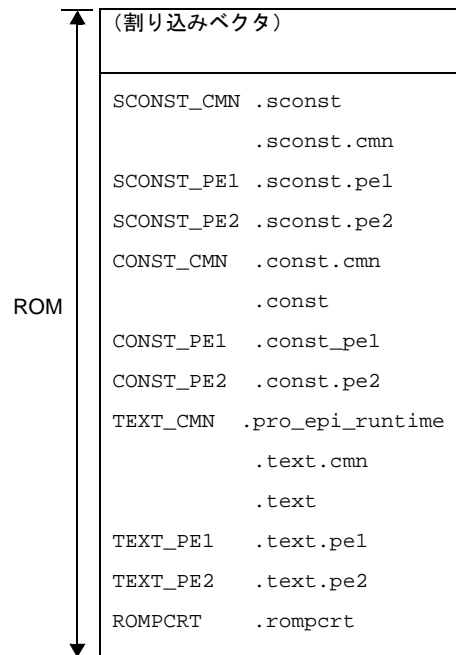 （割り込みベクタ）
SCONST_CMN .sconst
.sconst.cmn
SCONST_PE1 .sconst.pe1
SCONST_PE2 .sconst.pe2
CONST_CMN .const.cmn
.const
CONST_PE1 .const_pe1
CONST_PE2 .const.pe2
TEXT_CMN .pro_epi_runtime
.text.cmn
.text
TEXT_PE1 .text.pe1
TEXT_PE2 .text.pe2
ROMPCRT .rompcrt
ROM